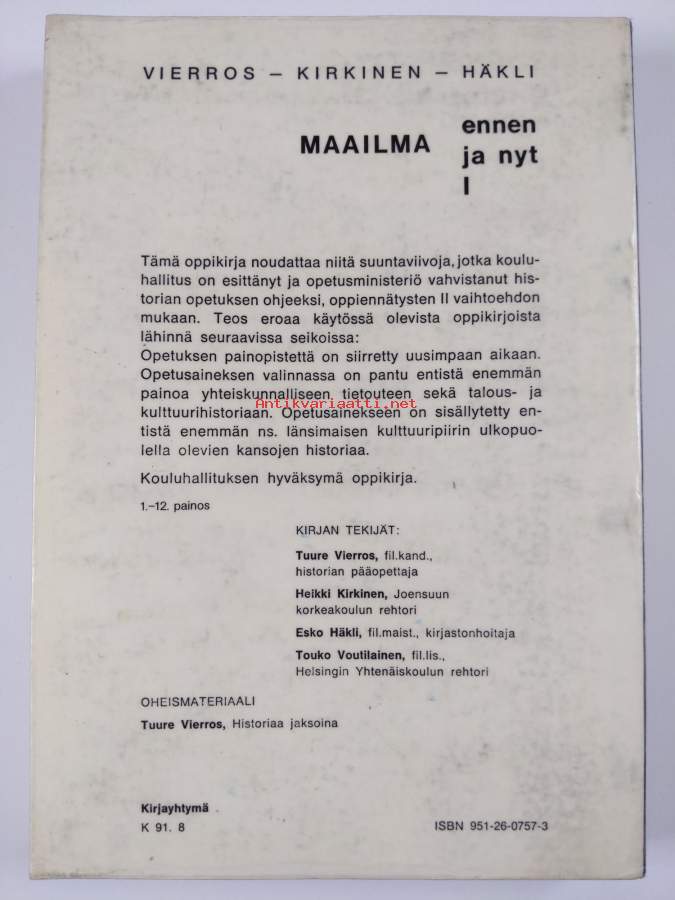 VIERROS – KIRKINEN – HÄKLI
MAAILMA ennen
ja nyt
I
Tämä oppikirja noudattaa niitä suuntaviivoja, jotka koulu-
hallitus on esittänyt ja opetusministeriö vahvistanut his-
torian opetuksen ohjeeksi, oppiennätysten II vaihtoehdon
mukaan. Teos eroaa käytössä olevista oppikirjoista
lähinnä seuraavissa seikoissa:
Opetuksen painopistettä on siirretty uusimpaan aikaan.
Opetusaineksen valinnassa on pantu entistä enemmän
painoa yhteiskunnalliseen tietouteen sekä talous- ja
Antikvariaatti.net
kulttuurihistoriaan. Opetusainekseen on sisällytetty en-
tistä enemmän ns. länsimaisen kulttuuripiirin ulkopuo-
lella olevien kansojen historiaa.
Kouluhallituksen hyväksymä oppikirja.
1.–12. painos
KIRJAN TEKIJÄT:
Tuure Vierros, fil.kand.,
historian pääopettaja
Heikki Kirkinen, Joensuun
korkeakoulun rehtori
Esko Häkli, fil.maist., kirjastonhoitaja
Touko Voutilainen, fil.lis.,
Helsingin Yhtenäiskoulun rehtori
OHEISMATERIAALI
Tuure Vierros, Historiaa jaksoina
Kirjayhtymä
K 91. 8 ISBN 951-26-0757-3